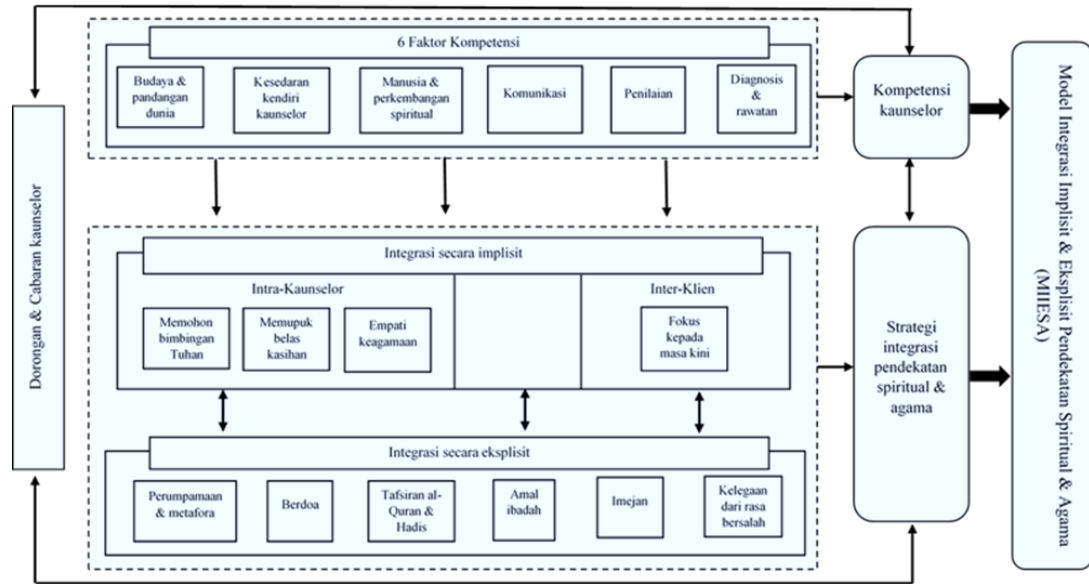 6 Faktor Kompetensi
Budaya &
pandangan
dunia
Kesedaran
kendiri
kaunselor
Manusia &
perkembangan
spiritual
Komunikasi
Penilaian
Diagnosis
&
rawatan
Kompetensi
kaunselor
Dorongan & Cabaran kaunselor
Integrasi secara implisit
Intra-Kaunselor
Inter-Klien
Memohon
bimbingan
Tuhan
Memupuk
belas
kasihan
Empati
keagamaan
Fokus
kepada
masa kini
Strategi
integrasi
pendekatan
spiritual &
agama
Integrasi secara eksplisit
Perumpamaan
& metafora
Berdoa
Tafsiran al-
Quran &
Hadis
Amal
ibadah
Imejan
Kelegaan
dari rasa
bersalah
Model Integrasi Implisit & Eksplisit Pendekatan Spiritual & Agama
(MIIESA)